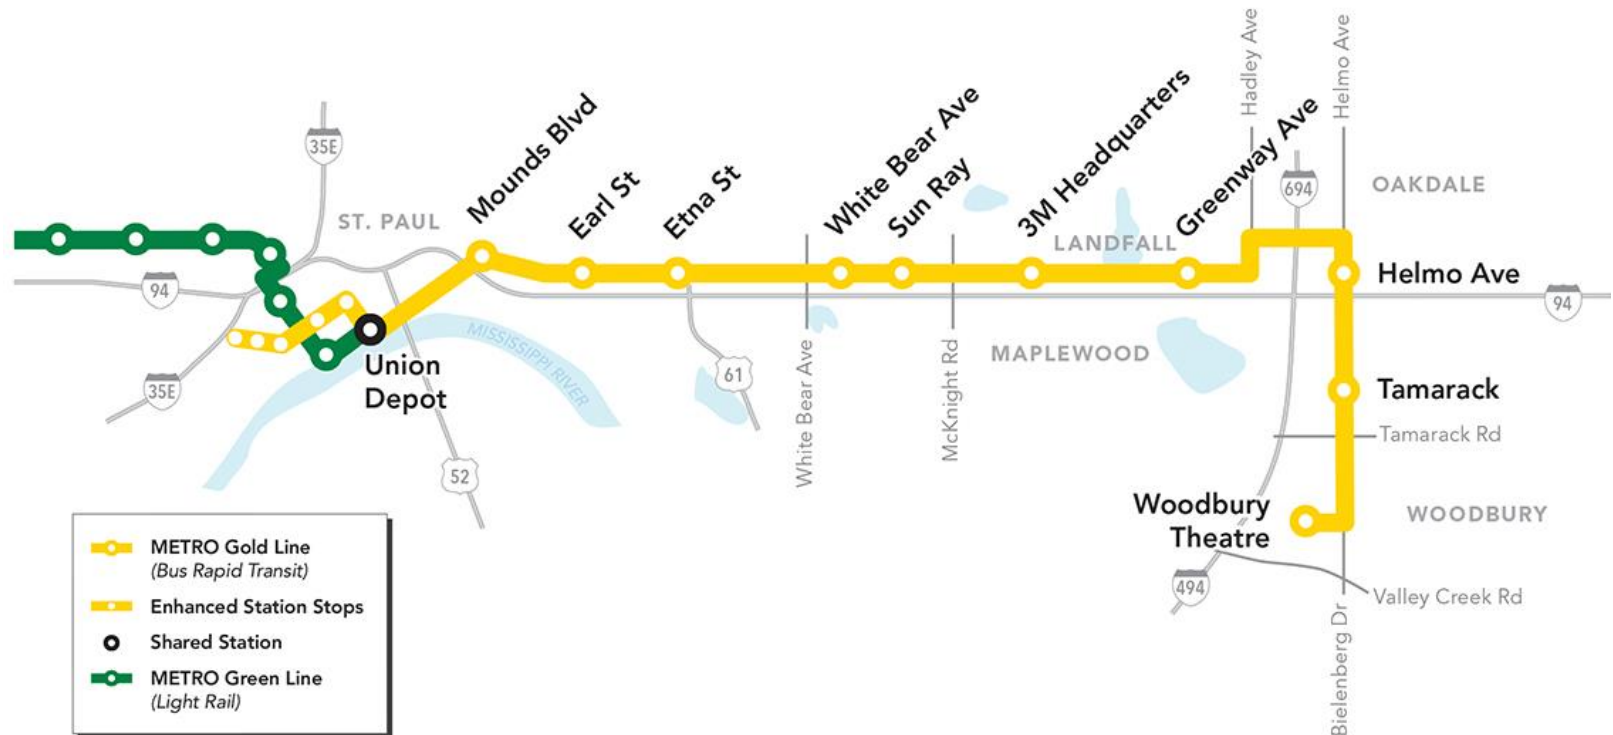 Hadley Ave
Helmo Ave
35E
Mounds Blvd
Earl St
Etna St
White Bear Ave
Sun Ray
3M Headquarters
Greenway Ave
694
OAKDALE
ST. PAUL
LANDFALL
Helmo Ave
94
94
MISSISSIPPI RIVER
Union
Depot
35E
61
52
White Bear Ave
McKnight Rd
MAPLEWOOD
Tamarack
Tamarack Rd
Woodbury
Theatre
WOODBURY
494
Valley Creek Rd
Bielenberg Dr
METRO Gold Line
(Bus Rapid Transit)
Enhanced Station Stops
Shared Station
METRO Green Line
(Light Rail)